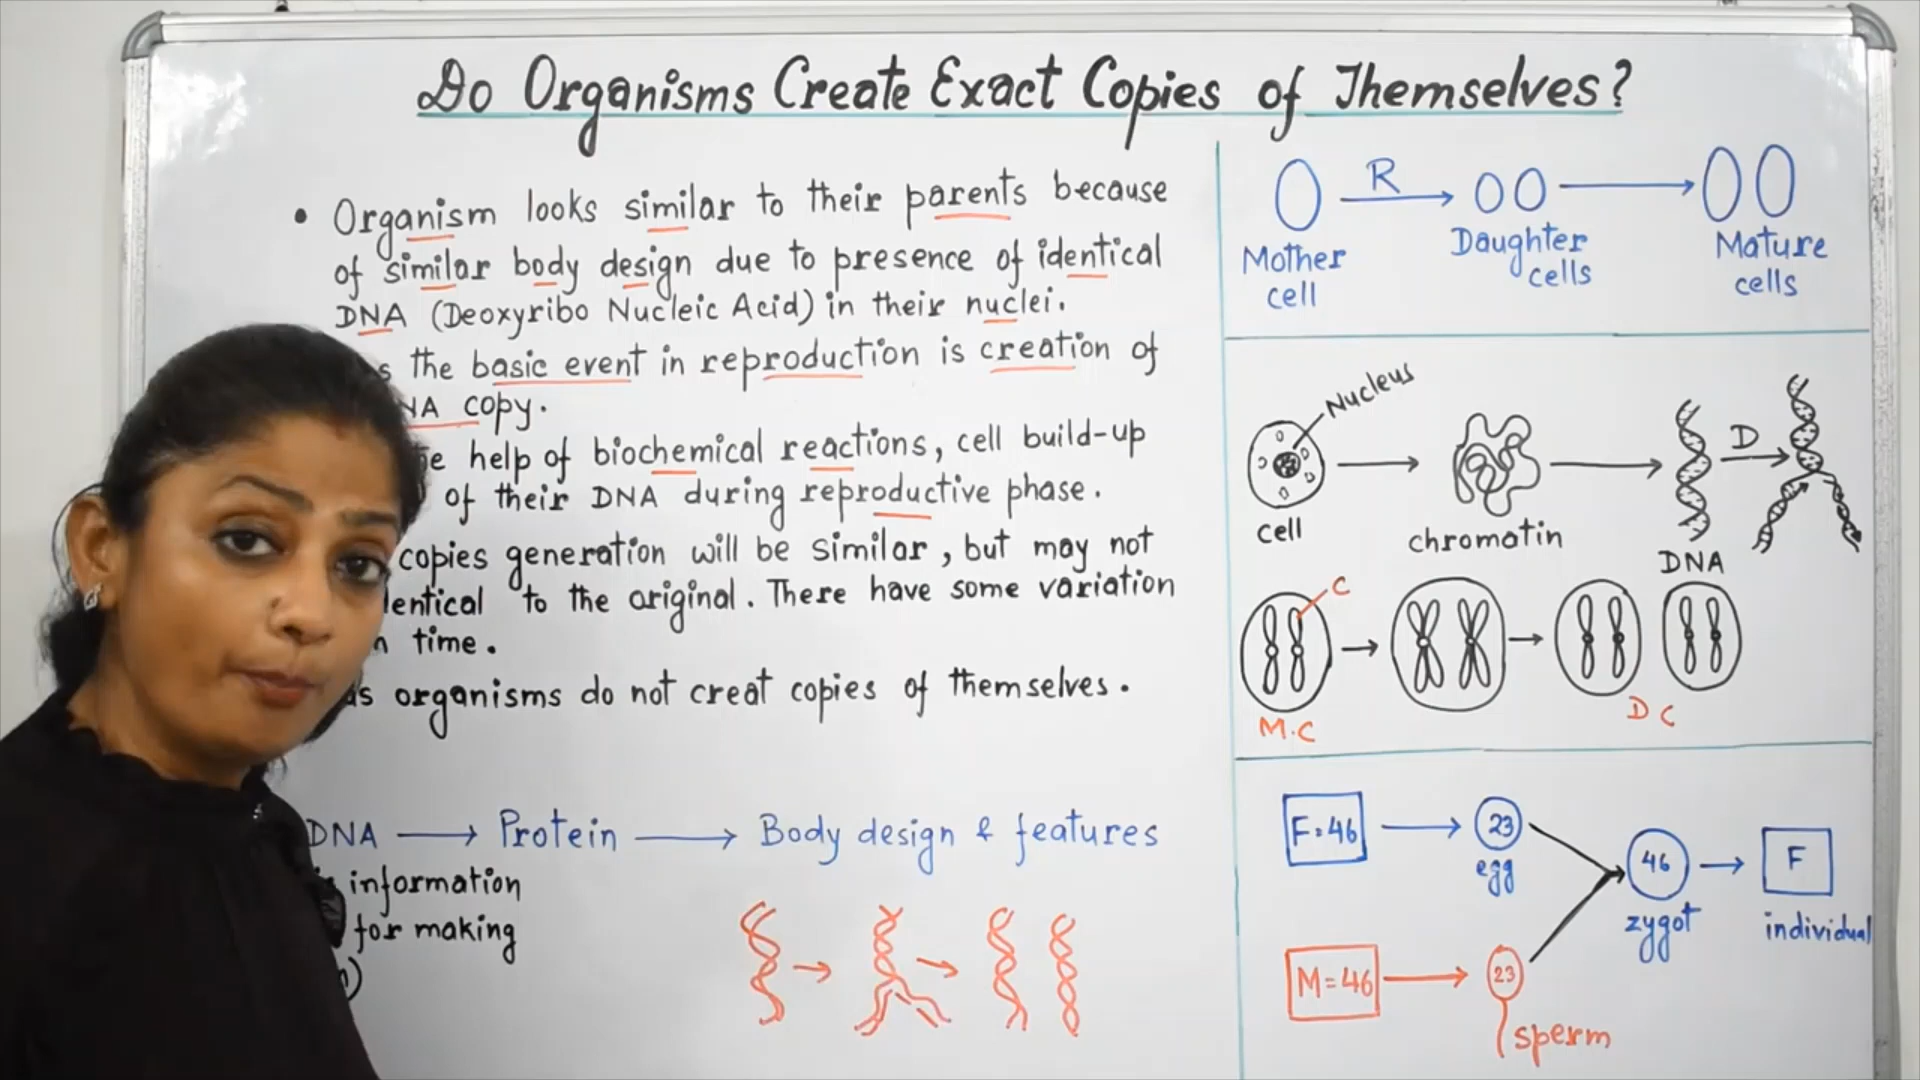 Do Organisms Create Exact Copies of Themselves?
• Organism looks similar to their parents because
of similar body design due to presence of identical
DNA (Deoxyribo Nucleic Acid) in their nuclei.
the basic event in reproduction is creation of
copy.
help of biochemical reactions, cell build-up
of their DNA during reproductive phase.
copies generation will be similar, but may not
to the original. There have some variation
time.
organisms do not creat copies of themselves.
DNA → Protein → Body design & features
information
for making
R
Mother
cell
Daughter
cells
Mature
cells
Nucleus
cell
chromatin
D
DNA
C
M.C
D C
F=46
23
egg
46
zygot
F
individual
M=46
23
sperm